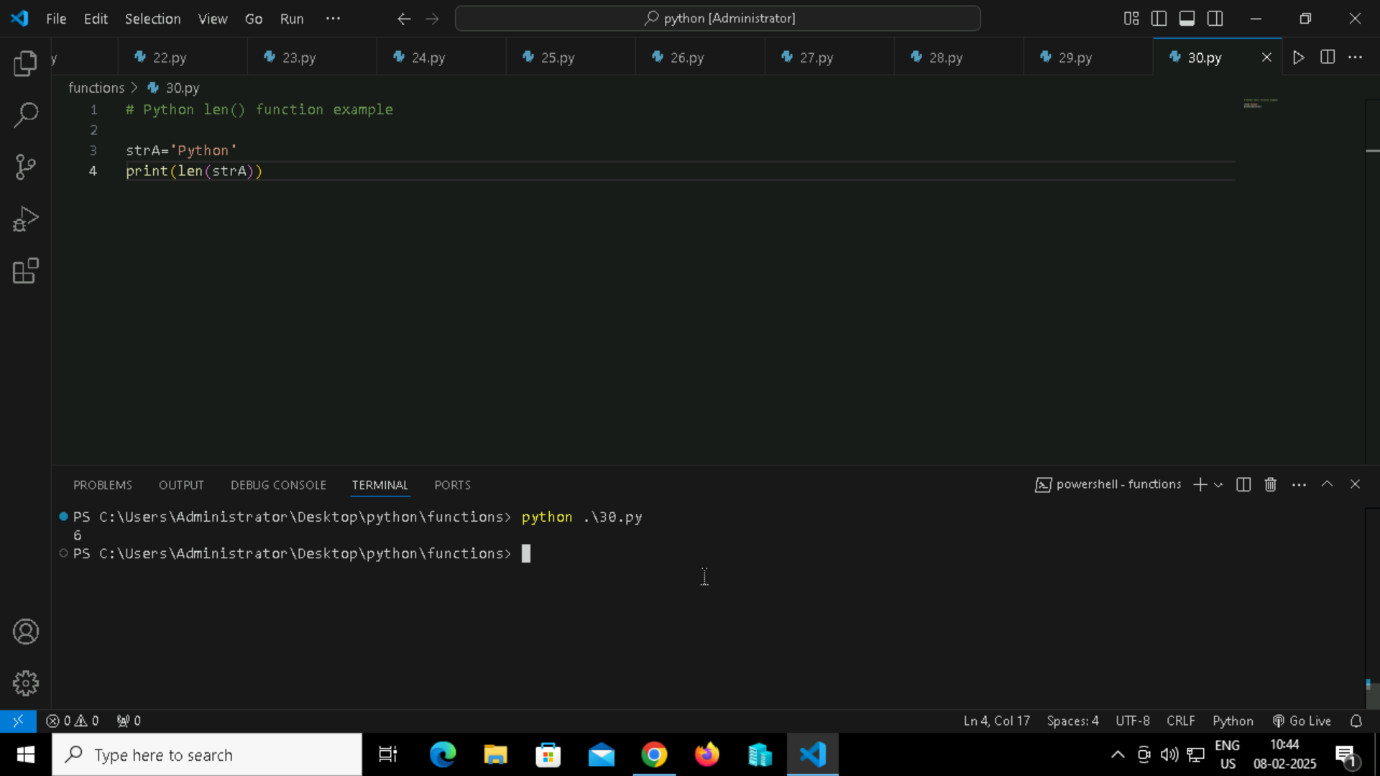 File Edit Selection View Go Run ··· python [Administrator]
y 22.py 23.py 24.py 25.py 26.py 27.py 28.py 29.py 30.py
functions > 30.py
1 # Python len() function example
2
3 strA='Python'
4 print(len(strA))
PROBLEMS OUTPUT DEBUG CONSOLE TERMINAL PORTS powershell - functions
PS C:\Users\Administrator\Desktop\python\functions> python .\30.py
6
PS C:\Users\Administrator\Desktop\python\functions>
0 0 0 Ln 4, Col 17 Spaces: 4 UTF-8 CRLF Python Go Live
Type here to search
ENG
US
10:44
08-02-2025
1